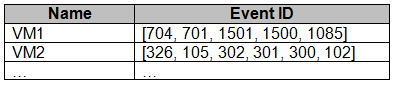 Name Event ID
VM1 [704, 701, 1501, 1500, 1085]
VM2 [326, 105, 302, 301, 300, 102]
... ...